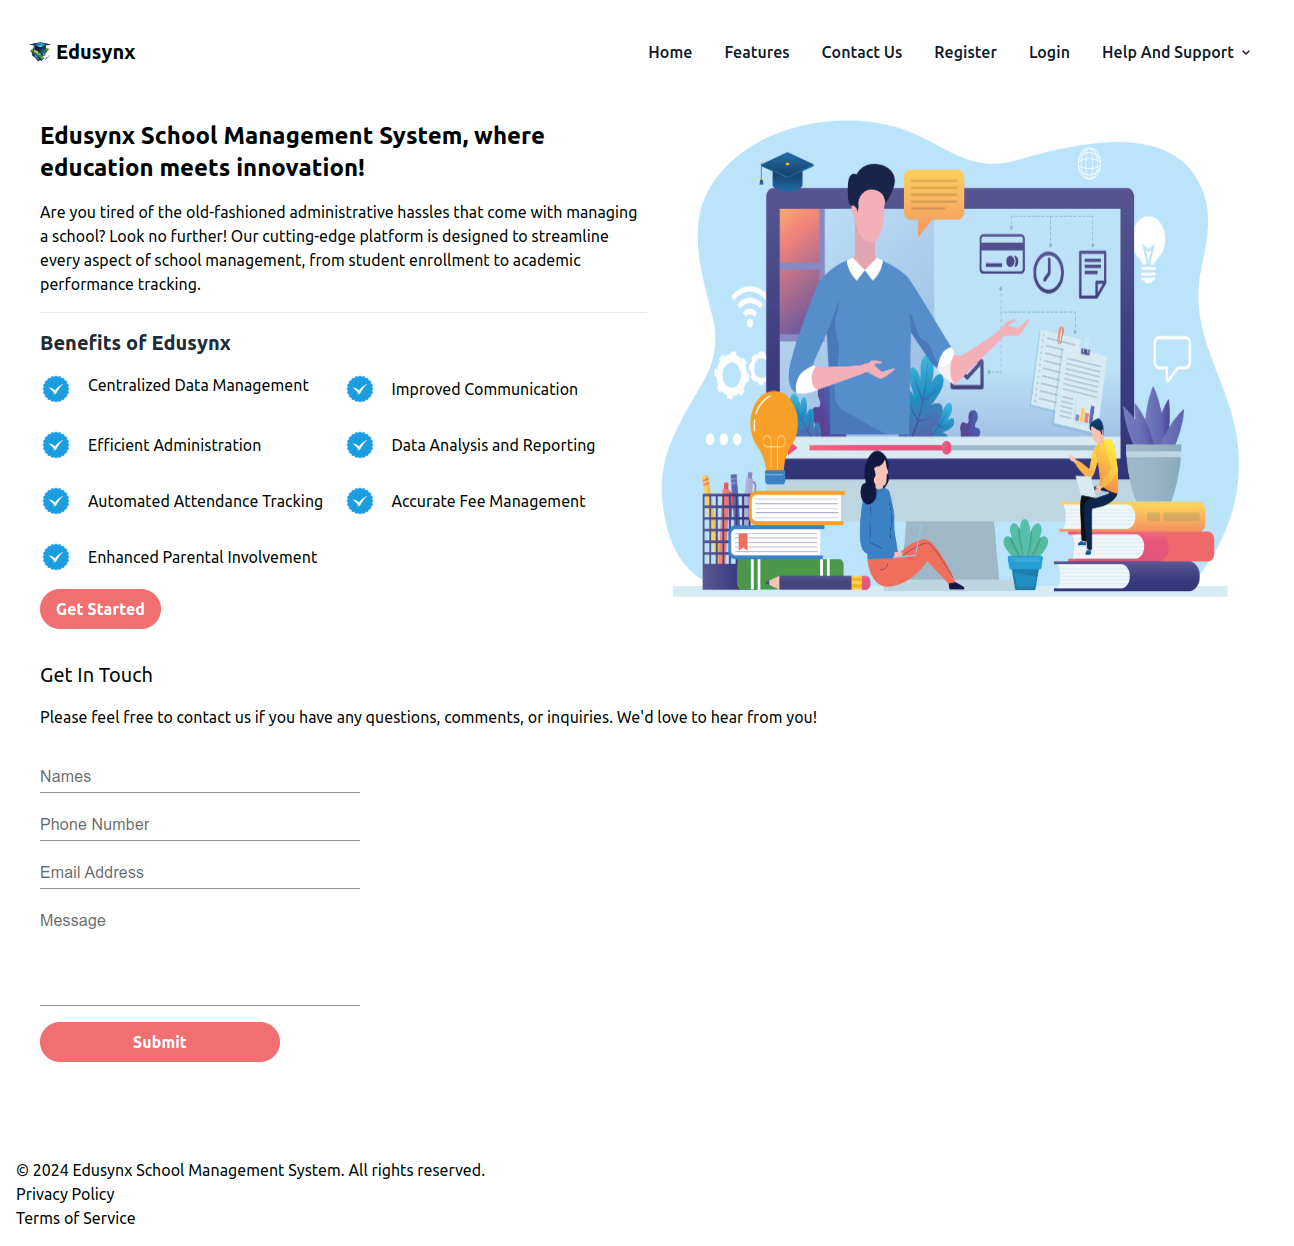 Edusynx
Home Features Contact Us Register Login Help And Support
Edusynx School Management System, where
education meets innovation!
Are you tired of the old-fashioned administrative hassles that come with managing
a school? Look no further! Our cutting-edge platform is designed to streamline
every aspect of school management, from student enrollment to academic
performance tracking.
Benefits of Edusynx
Centralized Data Management
Improved Communication
Efficient Administration
Data Analysis and Reporting
Automated Attendance Tracking
Accurate Fee Management
Enhanced Parental Involvement
Get Started
Get In Touch
Please feel free to contact us if you have any questions, comments, or inquiries. We'd love to hear from you!
Names
Phone Number
Email Address
Message
Submit
© 2024 Edusynx School Management System. All rights reserved.
Privacy Policy
Terms of Service